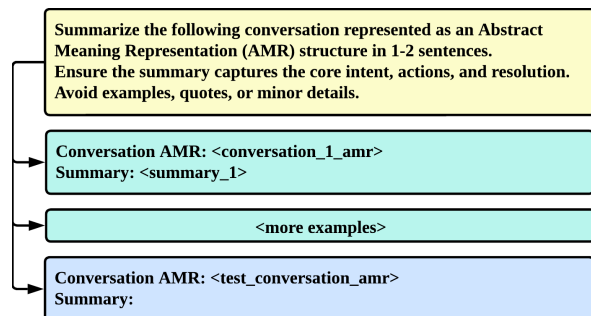 Summarize the following conversation represented as an Abstract
Meaning Representation (AMR) structure in 1-2 sentences.
Ensure the summary captures the core intent, actions, and resolution.
Avoid examples, quotes, or minor details.
Conversation AMR: <conversation_1_amr>
Summary: <summary_1>
<more examples>
Conversation AMR: <test_conversation_amr>
Summary: